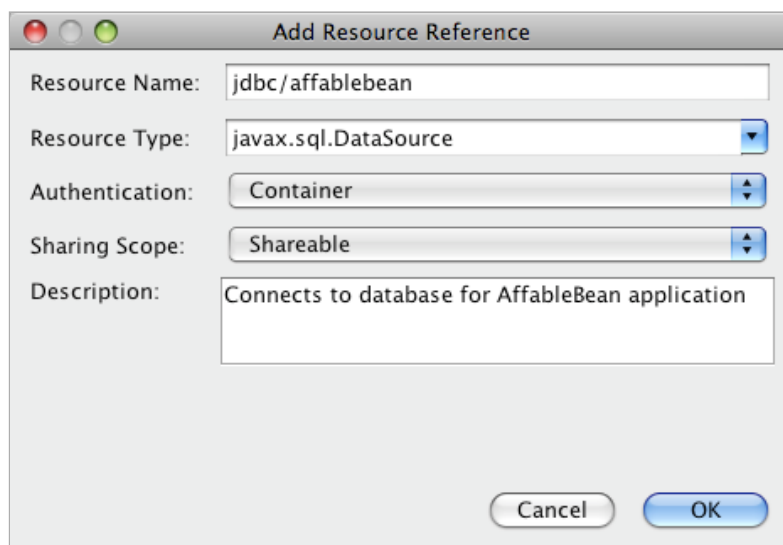 Add Resource Reference
Resource Name: jdbc/affablebean
Resource Type: javax.sql.DataSource
Authentication: Container
Sharing Scope: Shareable
Description: Connects to database for AffableBean application
Cancel OK